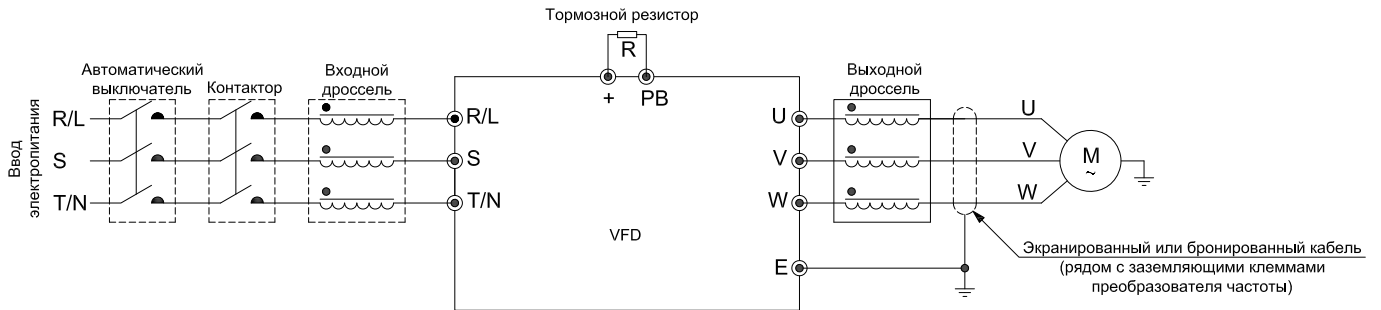 Тормозной резистор
R
+
PB
Автоматический
выключатель
Контактор
Входной
дроссель
Выходной
дроссель
Ввод
электропитания
R/L
S
T/N
R/L
S
T/N
VFD
U
V
W
E
U
V
W
M
~
Экранированный или бронированный кабель
(рядом с заземляющими клеммами
преобразователя частоты)